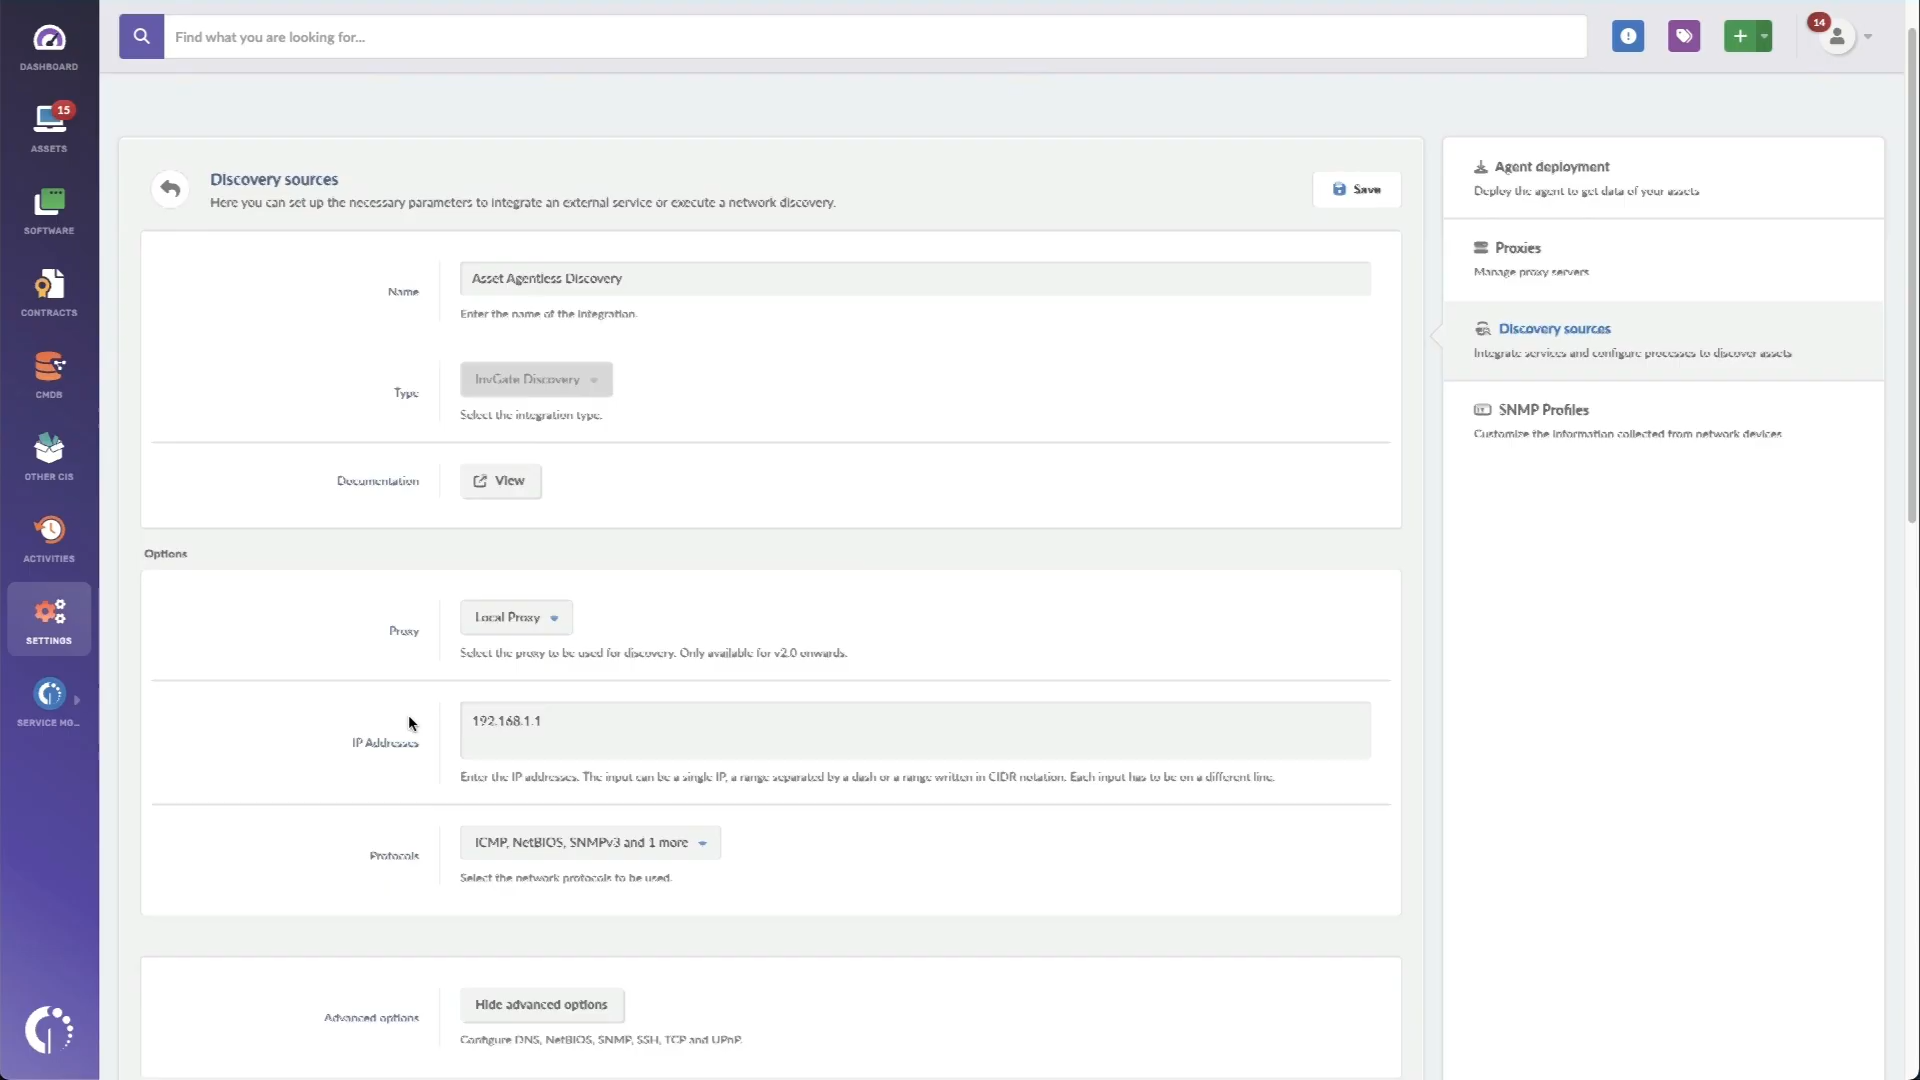 Find what you are looking for...
14
DASHBOARD
15
ASSETS
SOFTWARE
CONTRACTS
CMDB
OTHER CIS
ACTIVITIES
SETTINGS
SERVICE MG...
Discovery sources
Here you can set up the necessary parameters to integrate an external service or execute a network discovery.
Save
Name
Asset Agentless Discovery
Enter the name of the integration.
Type
InvGate Discovery
Select the integration type.
Documentation
View
Options
Proxy
Local Proxy
Select the proxy to be used for discovery. Only available for v2.0 onwards.
IP Addresses
192.168.1.1
Enter the IP addresses. The input can be a single IP, a range separated by a dash or a range written in CIDR notation. Each input has to be on a different line.
Protocols
ICMP, NetBIOS, SNMPv3 and 1 more
Select the network protocols to be used.
Advanced options
Hide advanced options
Configure DNS, NetBIOS, SNMP, SSH, TCP and UPnP.
Agent deployment
Deploy the agent to get data of your assets
Proxies
Manage proxy servers
Discovery sources
Integrate services and configure processes to discover assets
SNMP Profiles
Customize the information collected from network devices